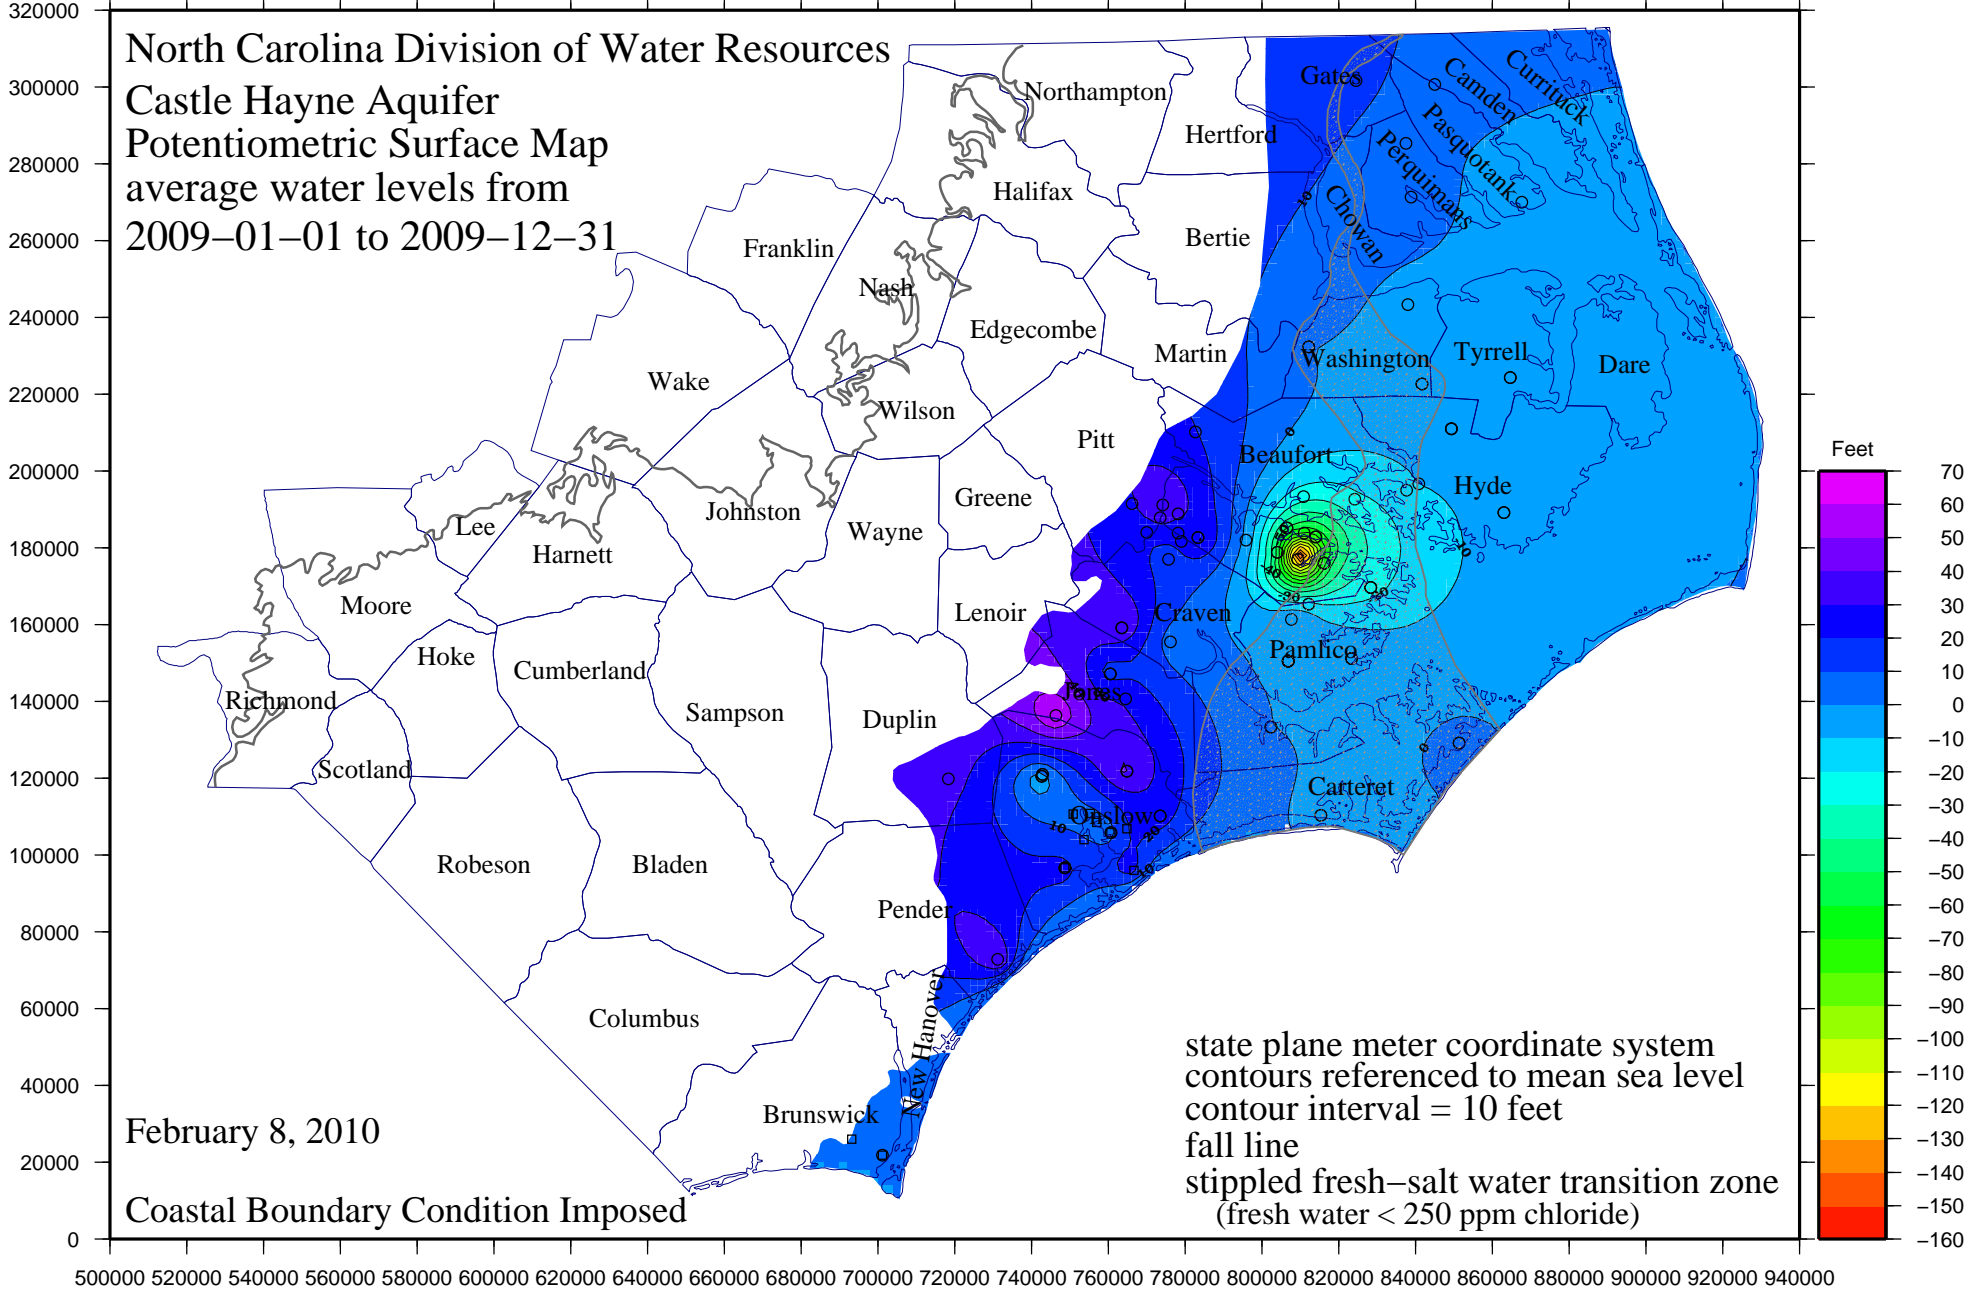 North Carolina Division of Water Resources
Castle Hayne Aquifer
Potentiometric Surface Map
average water levels from
2009−01−01 to 2009−12−31
320000
300000
280000
260000
240000
220000
200000
180000
160000
140000
120000
100000
80000
60000
40000
20000
0
Northampton
Gates
Camden
Currituck
Hertford
Pasquotank
Perquimans
Halifax
Chowan
Bertie
Franklin
Nash
Edgecombe
Martin
Washington
Tyrrell
Dare
Wake
Wilson
Pitt
Beaufort
Hyde
Greene
Johnston
Wayne
Lee
Harnett
Moore
Lenoir
Craven
Pamlico
Hoke
Cumberland
Richmond
Jones
Sampson
Duplin
Scotland
Carteret
Onslow
Robeson
Bladen
Pender
New Hanover
Columbus
Brunswick
10
0
−10
−40
10
20
10
0
Feet
70
60
50
40
30
20
10
0
−10
−20
−30
−40
−50
−60
−70
−80
−90
−100
−110
−120
−130
−140
−150
−160
state plane meter coordinate system
contours referenced to mean sea level
contour interval = 10 feet
fall line
stippled fresh−salt water transition zone
(fresh water < 250 ppm chloride)
February 8, 2010
Coastal Boundary Condition Imposed
500000 520000 540000 560000 580000 600000 620000 640000 660000 680000 700000 720000 740000 760000 780000 800000 820000 840000 860000 880000 900000 920000 940000